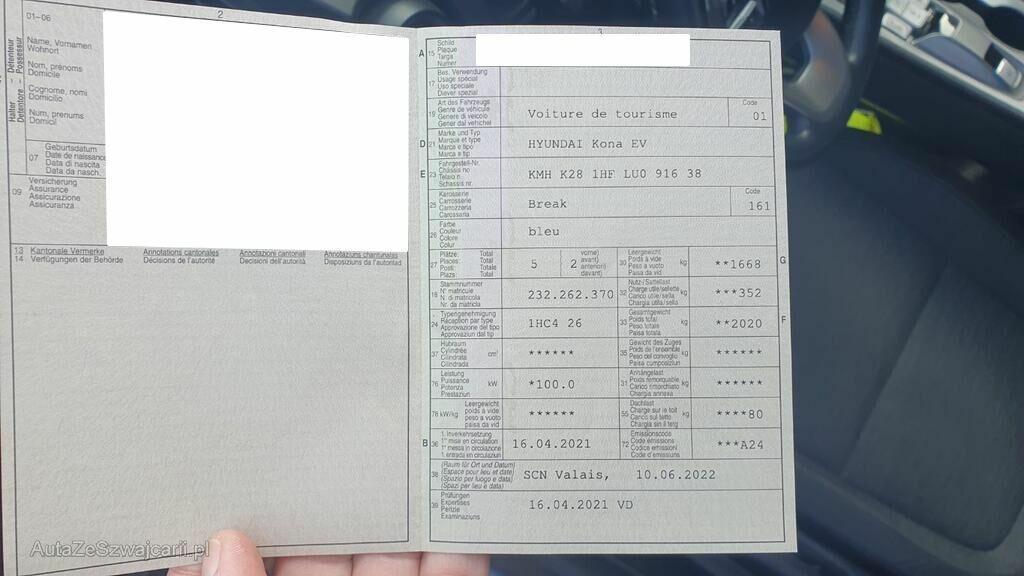 2
01-06
Halter Detenteur
Detentore Possessur
Name, Vornamen
Wohnort
Nom, prénoms
Domicile
Cognome, nomi
Domicilio
Num, prenums
Domicil
07 Geburtsdatum
Date de naissance
Data di nascita
Data da nasch.
09 Versicherung
Assurance
Assicurazione
Assicuranza
13 Kantonale Vermerke Annotations cantonales Annotazioni cantonali Annotaziuns chantunalas
14 Verfügungen der Behörde Décisions de l'autorité Decisioni dell'autorità Disposiziuns da l'autoritad
3
A 15 Schild
Plaque
Targa
Numer
17 Bes. Verwendung
Usage spécial
Uso speciale
Diever spezial
19 Art des Fahrzeugs
Genre de véhicule
Genere di veicolo
Gener dal vehichel
Voiture de tourisme
Code
01
D 21 Marke und Typ
Marque et type
Marca e tipo
Marca e tip
HYUNDAI Kona EV
E 23 Fahrgestell-Nr.
Châssis no
Telaio n.
Schassis nr.
KMH K28 1HF LU0 916 38
25 Karosserie
Carrosserie
Carrozzeria
Carossaria
Break
Code
161
26 Farbe
Couleur
Colore
Colur
bleu
27 Plätze: Total
Places: Total
Posti: Totale
Plazs: Total
5
2
vorne)
avant)
anteriori)
davant)
30 Leergewicht
Poids à vide
Peso a vuoto
Paisa da vid
kg
**1668
G
18 Stammnummer
N° matricule
N. di matricola
Nr. da matricla
232.262.370
32 Nutz-/Sattellast
Charge utile/sellette
Carico utile/sella
Chargia utila/sella
kg
***352
24 Typengenehmigung
Réception par type
Approvazione del tipo
Approvaziun dal tip
1HC4 26
33 Gesamtgewicht
Poids total
Peso totale
Paisa totala
kg
**2020
F
37 Hubraum
Cylindrée
Cilindrata
Cilindrada
cm³
******
35 Gewicht des Zuges
Poids de l'ensemble
Peso del convoglio
Paisa cumposiziun
kg
******
76 Leistung
Puissance
Potenza
Prestaziun
kW
*100.0
31 Anhängelast
Poids remorquable
Carico rimorchiato
Chargia annexa
kg
******
78 kW/kg Leergewicht
poids à vide
peso a vuoto
paisa da vid
******
55 Dachlast
Charge sur le toit
Carico sul tetto
Chargia sin il tetg
kg
****80
B 36 1. Inverkehrsetzung
1re mise en circulation
1a messa in circolazione
1. entrada en circulaziun
16.04.2021
72 Emissionscode
Code émissions
Codice emissioni
Code d'emissiuns
***A24
38 (Raum für Ort und Datum)
(Espace pour lieu et date)
(Spazio per luogo e data)
(Spazi per lieu e data)
SCN Valais, 10.06.2022
39 Prüfungen
Expertises
Perizie
Examinaziuns
16.04.2021 VD
AutaZeSzwajcarii.pl